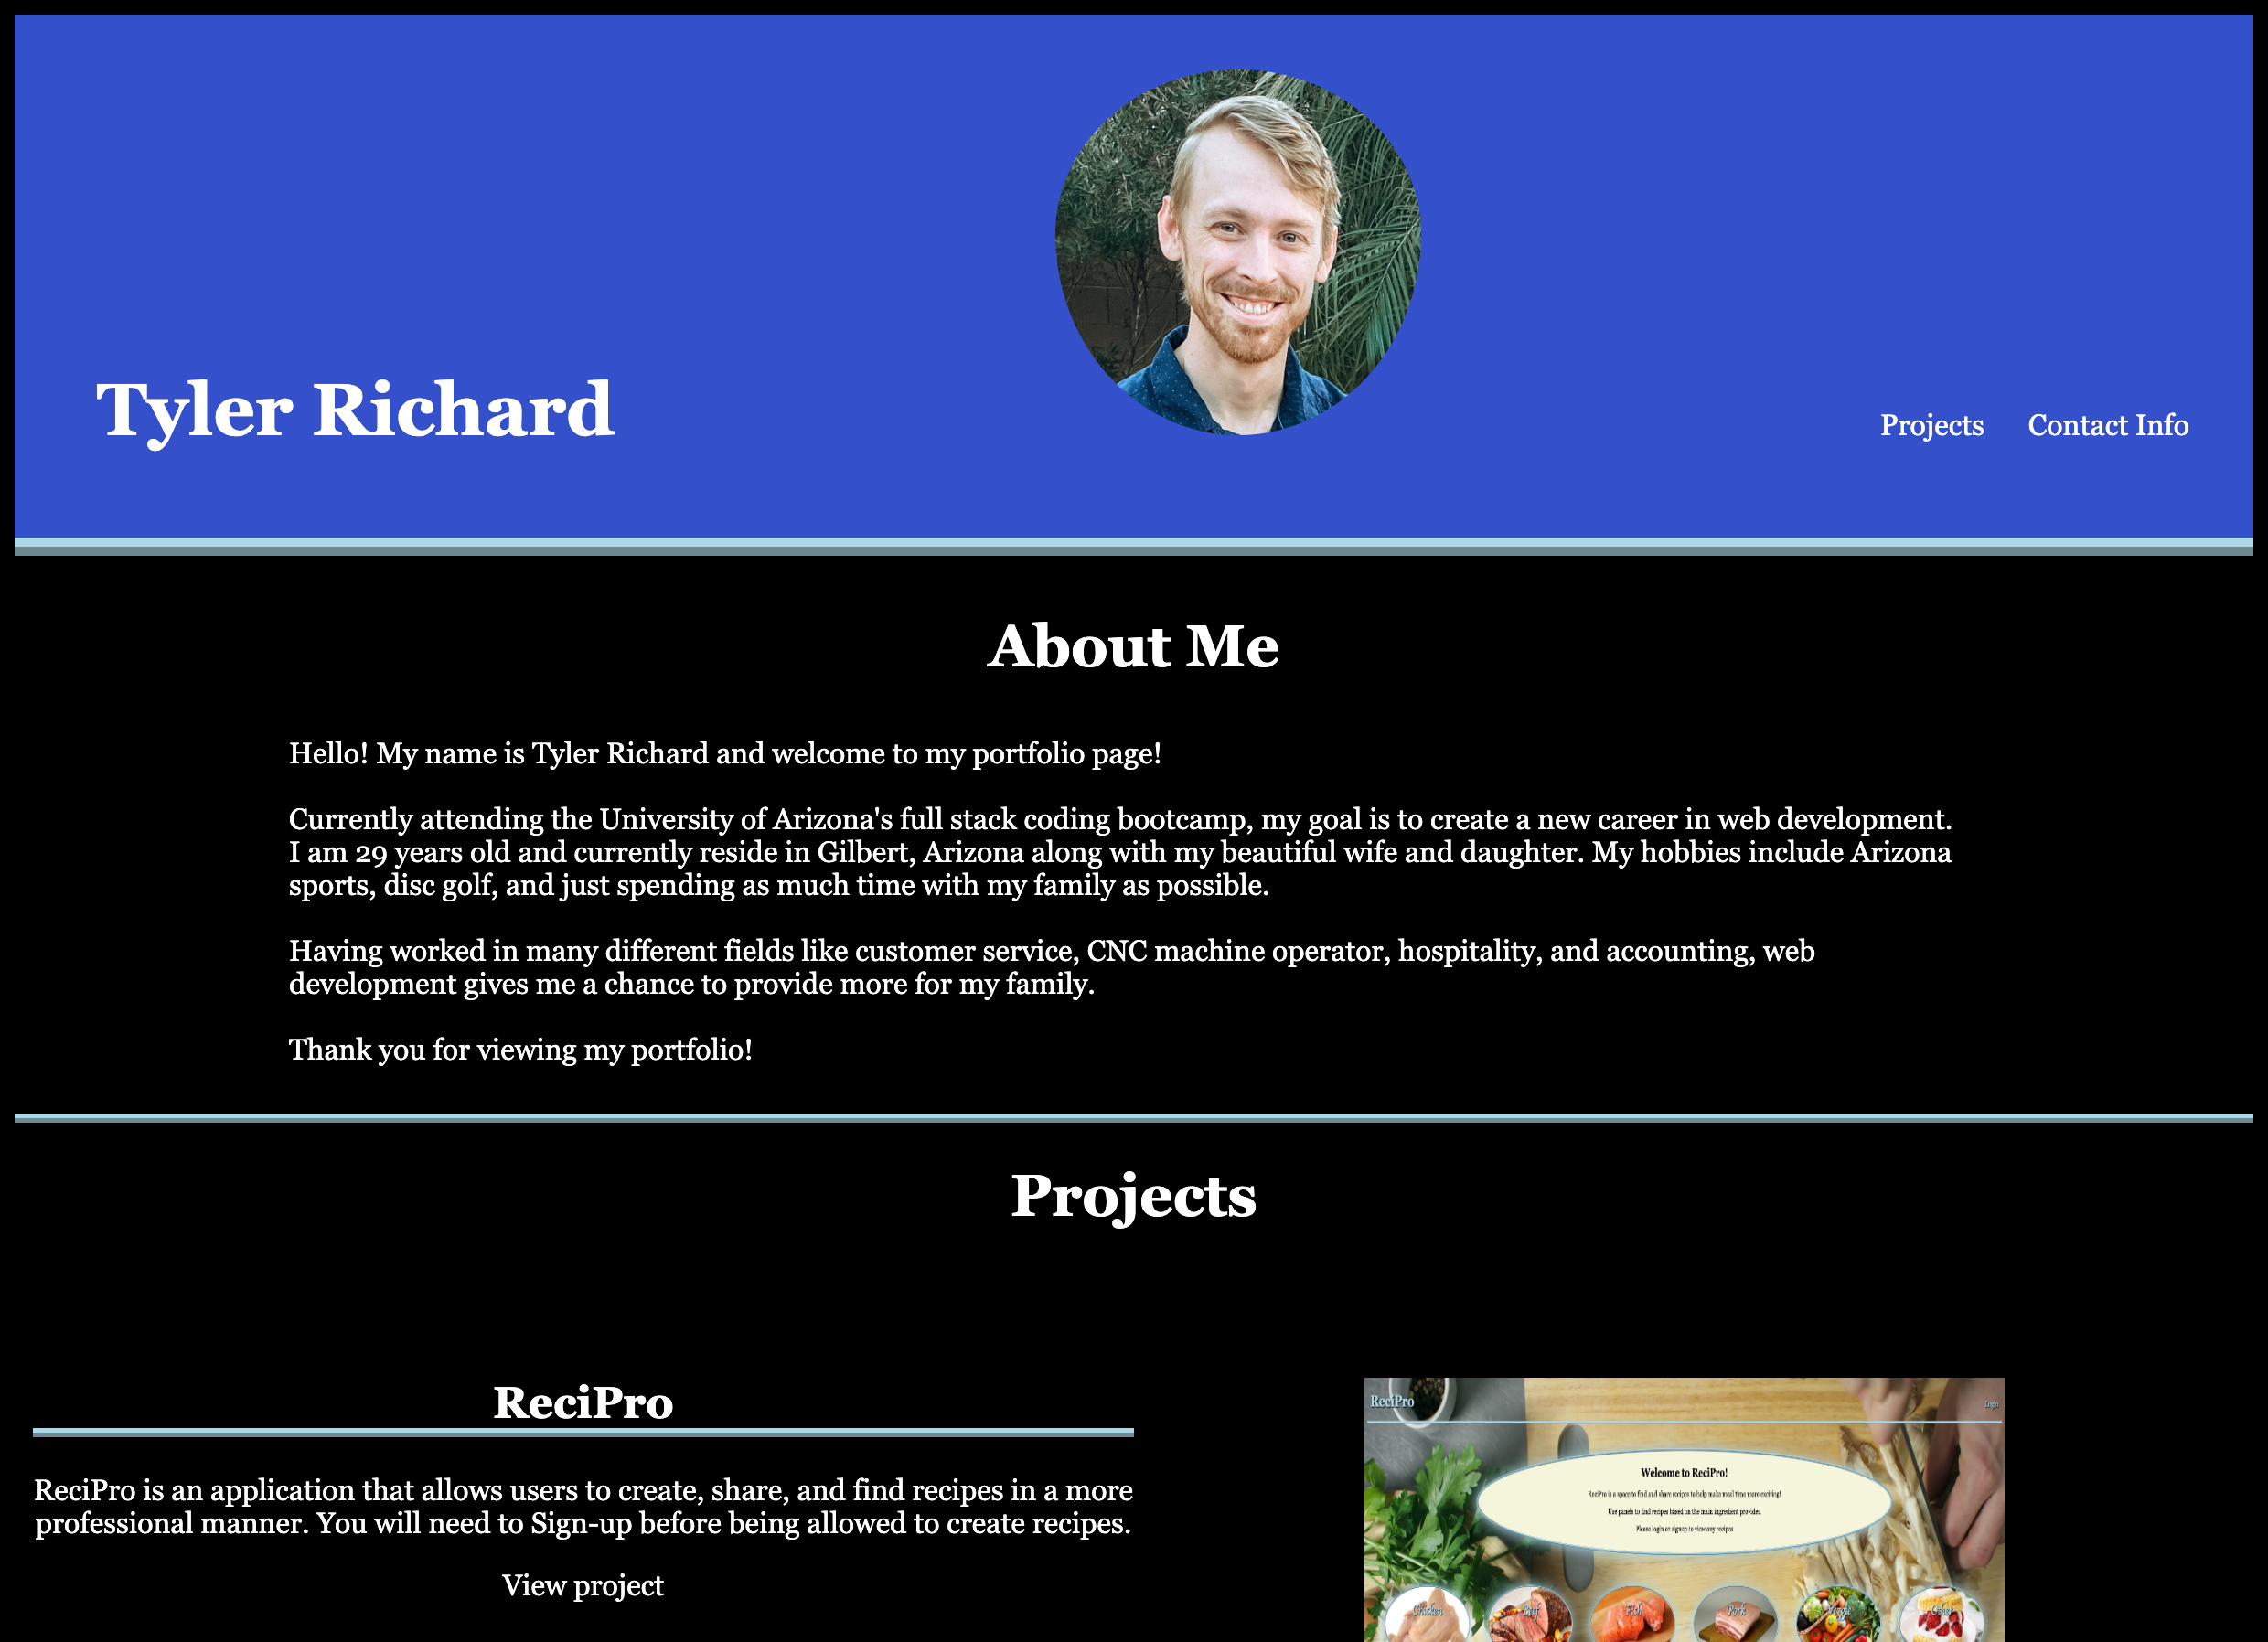 Tyler Richard
Projects
Contact Info
About Me
Hello! My name is Tyler Richard and welcome to my portfolio page!
Currently attending the University of Arizona's full stack coding bootcamp, my goal is to create a new career in web development.
I am 29 years old and currently reside in Gilbert, Arizona along with my beautiful wife and daughter. My hobbies include Arizona
sports, disc golf, and just spending as much time with my family as possible.
Having worked in many different fields like customer service, CNC machine operator, hospitality, and accounting, web
development gives me a chance to provide more for my family.
Thank you for viewing my portfolio!
Projects
ReciPro
ReciPro is an application that allows users to create, share, and find recipes in a more
professional manner. You will need to Sign-up before being allowed to create recipes.
View project
ReciPro
Login
Welcome to ReciPro!
ReciPro is a space to find and share recipes to help make meal time more exciting!
Use panels to find recipes based on the main ingredient provided
Please login or signup to view any recipes
Chicken
Beef
Fish
Pork
Veggie
Other